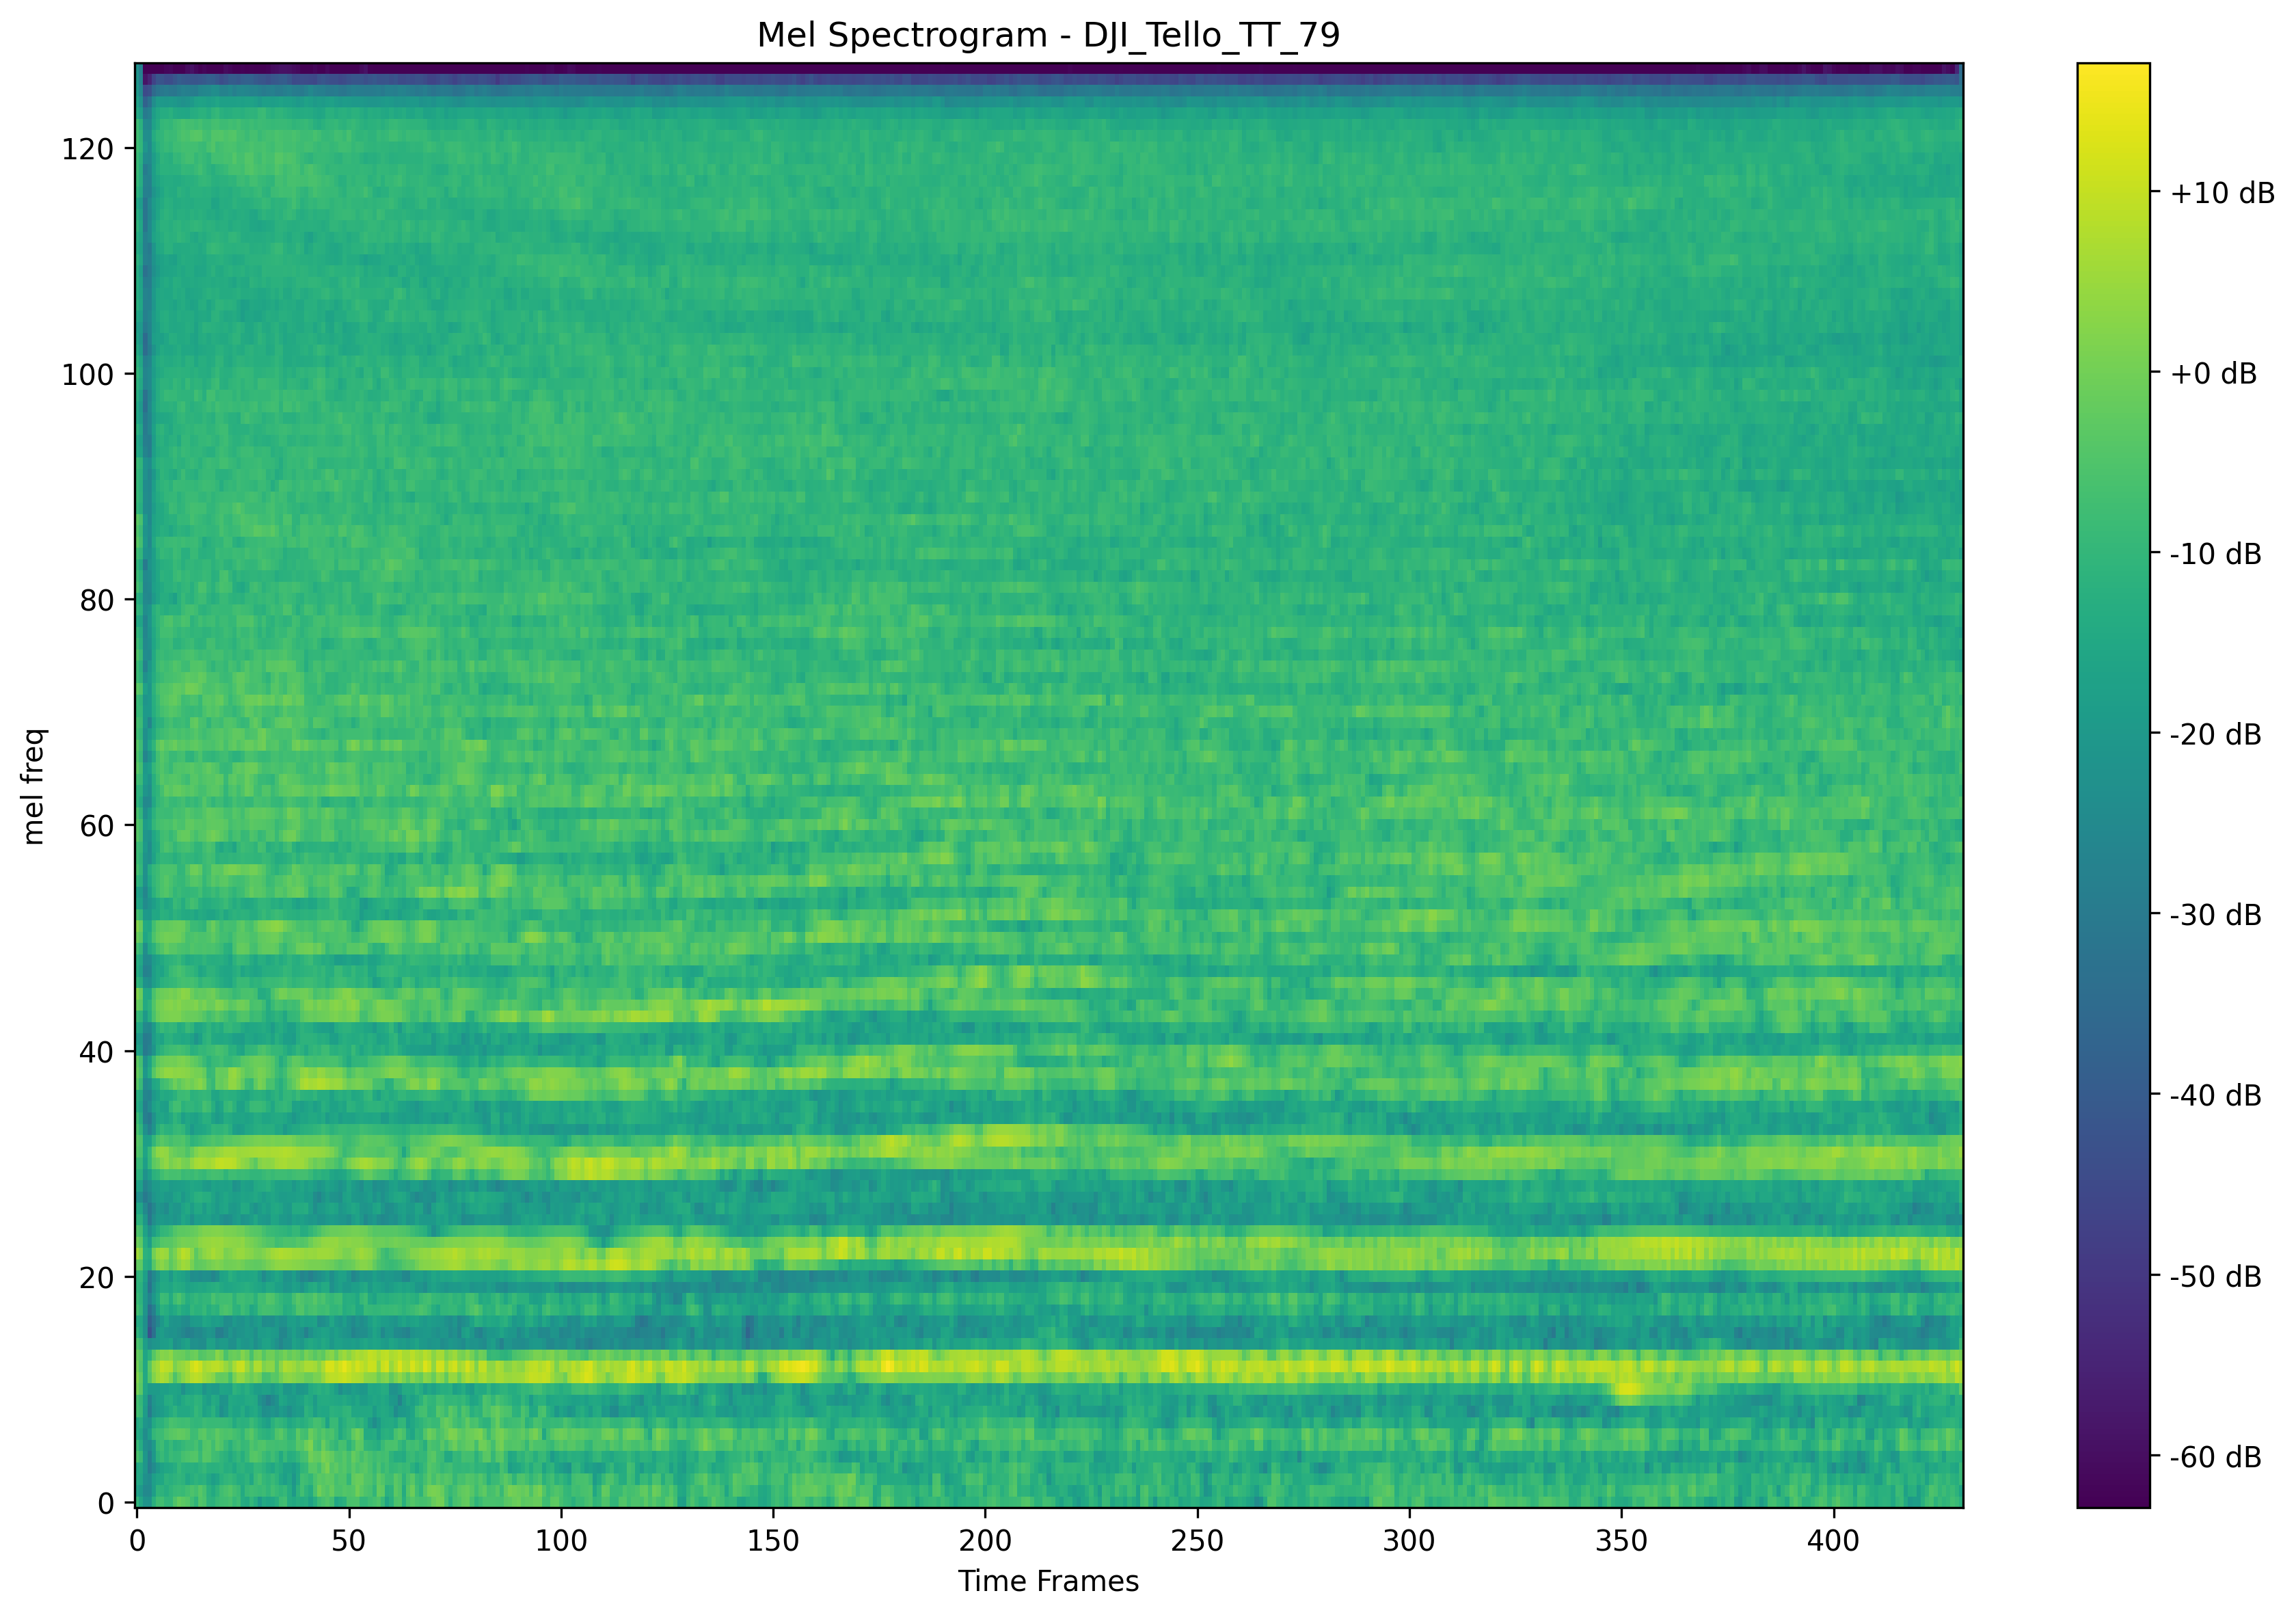 Mel Spectrogram - DJI_Tello_TT_79
mel freq
120
100
80
60
40
20
0
0 50 100 150 200 250 300 350 400
Time Frames
+10 dB
+0 dB
-10 dB
-20 dB
-30 dB
-40 dB
-50 dB
-60 dB